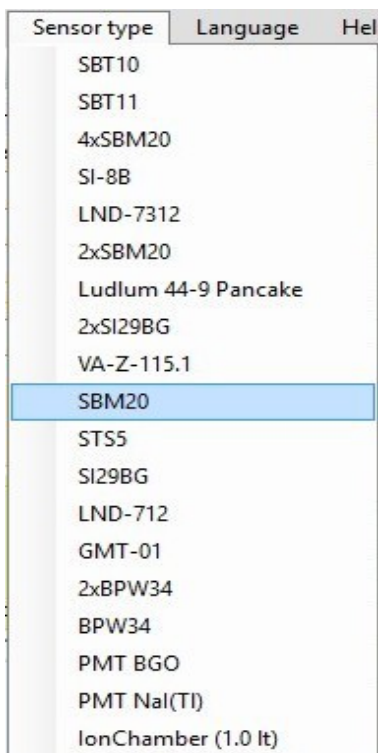 Sensor type Language Hel
SBT10
SBT11
4xSBM20
SI-8B
LND-7312
2xSBM20
Ludlum 44-9 Pancake
2xSI29BG
VA-Z-115.1
SBM20
STS5
SI29BG
LND-712
GMT-01
2xBPW34
BPW34
PMT BGO
PMT NaI(Tl)
IonChamber (1.0 lt)